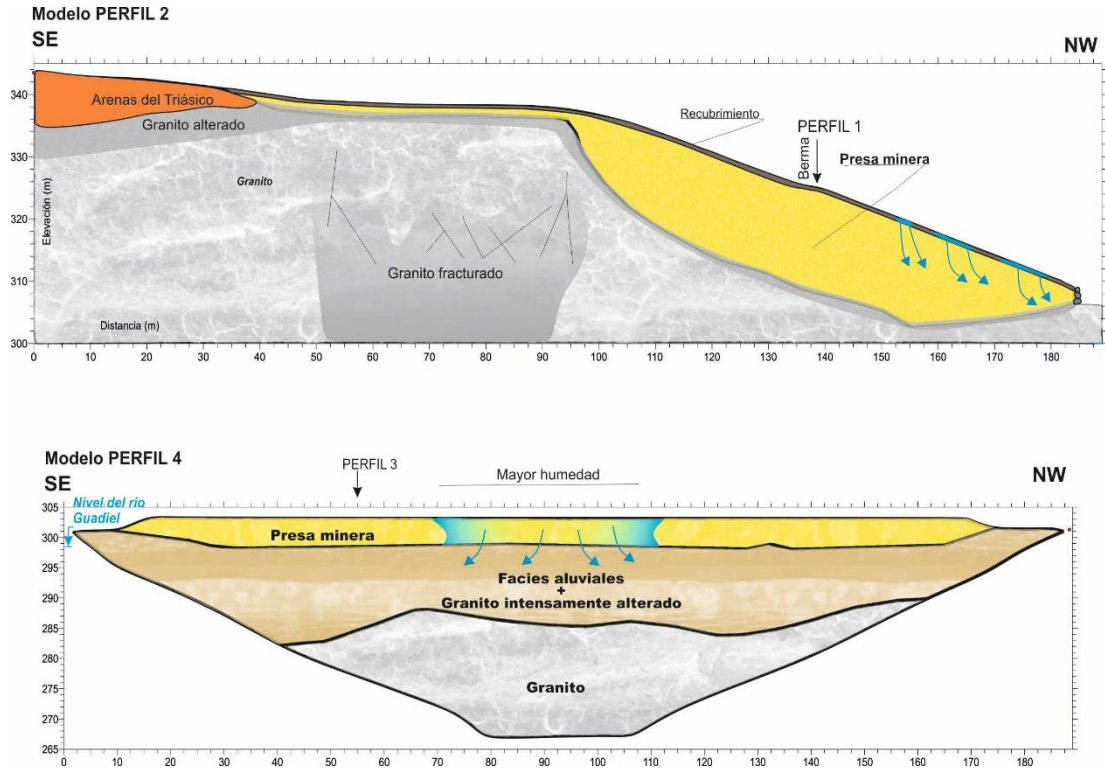 Modelo PERFIL 2
SE
NW
340
330
320
310
300
Elevación (m)
Arenas del Triásico
Granito alterado
Granito
Granito fracturado
Distancia (m)
Recubrimiento
PERFIL 1
Berma
Presa minera
0 10 20 30 40 50 60 70 80 90 100 110 120 130 140 150 160 170 180
Modelo PERFIL 4
SE
NW
PERFIL 3
Mayor humedad
Nivel del río
Guadiel
305
300
295
290
285
280
275
270
265
Presa minera
Facies aluviales
+
Granito intensamente alterado
Granito
0 10 20 30 40 50 60 70 80 90 100 110 120 130 140 150 160 170 180